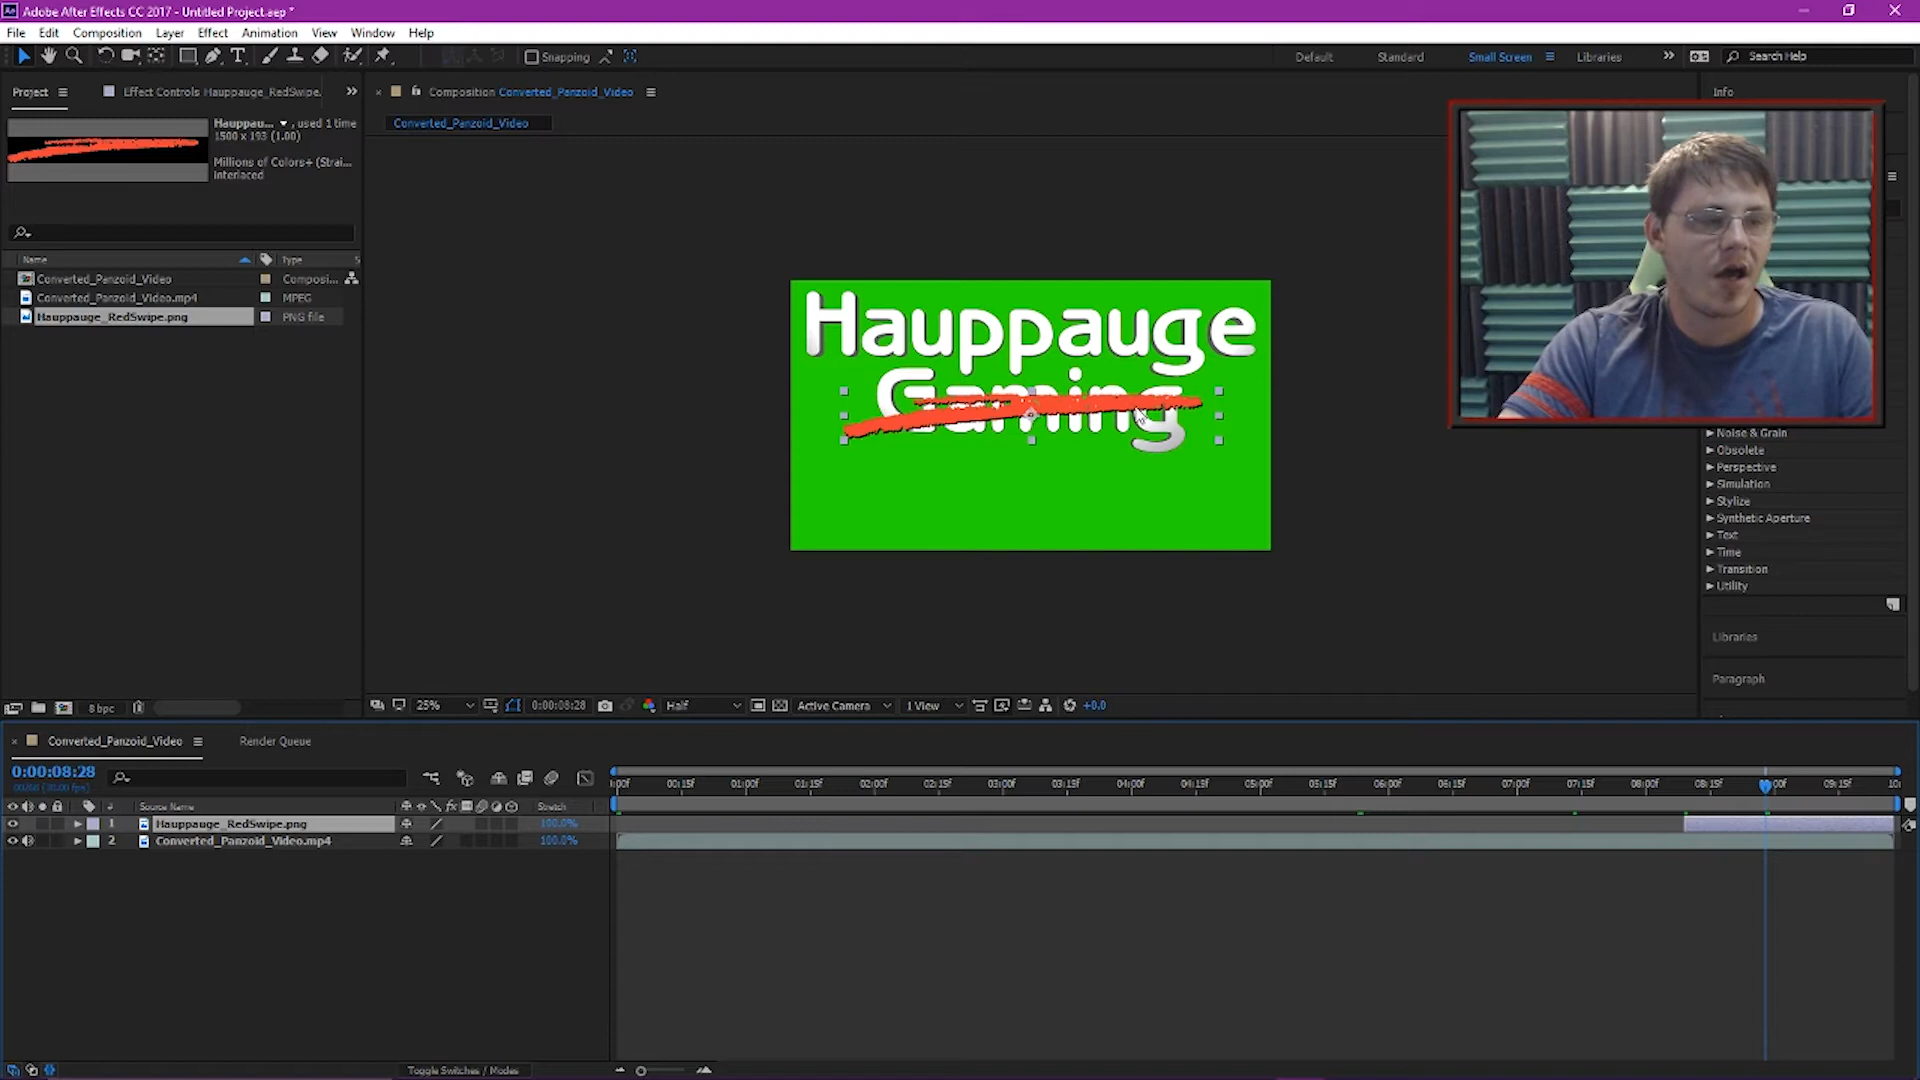 Adobe After Effects CC 2017 - Untitled Project.aep *
File Edit Composition Layer Effect Animation View Window Help
Snapping Default Standard Small Screen Libraries Search Help
Project Effect Controls Hauppauge_RedSwipe. Composition Converted_Panzoid_Video Info
Converted_Panzoid_Video
Hauppau... , used 1 time
1500 x 193 (1.00)
Millions of Colors+ (Strai...
Interlaced
Name Type S
Converted_Panzoid_Video Composi...
Converted_Panzoid_Video.mp4 MPEG
Hauppauge_RedSwipe.png PNG file
Hauppauge
Gaming
Noise & Grain
Obsolete
Perspective
Simulation
Stylize
Synthetic Aperture
Text
Time
Transition
Utility
Libraries
Paragraph
8 bpc 25% 0:00:08:28 Half Active Camera 1 View +0.0
Converted_Panzoid_Video Render Queue
0:00:08:28
:00f 00:15f 01:00f 01:15f 02:00f 02:15f 03:00f 03:15f 04:00f 04:15f 05:00f 05:15f 06:00f 06:15f 07:00f 07:15f 08:00f 08:15f :00f 09:15f 10:
# Source Name Stretch
1 Hauppauge_RedSwipe.png 100.0%
2 Converted_Panzoid_Video.mp4 100.0%
Toggle Switches / Modes